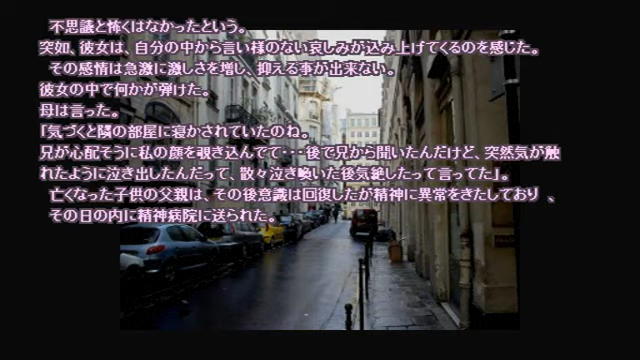 不思議と怖くはなかったという。
突如、彼女は、自分の中から言い様のない哀しみが込み上げてくるのを感じた。
その感情は急激に激しさを増し、抑える事が出来ない。
彼女の中で何かが弾けた。
母は言った。
「気づくと隣の部屋に寝かされていたのね。
兄が心配そうに私の顔を覗き込んでて・・・後で兄から聞いたんだけど、突然気が触
れたように泣き出したんだって、散々泣き喚いた後気絶したって言ってた」。
亡くなった子供の父親は、その後意識は回復したが精神に異常をきたしており 、
その日の内に精神病院に送られた。